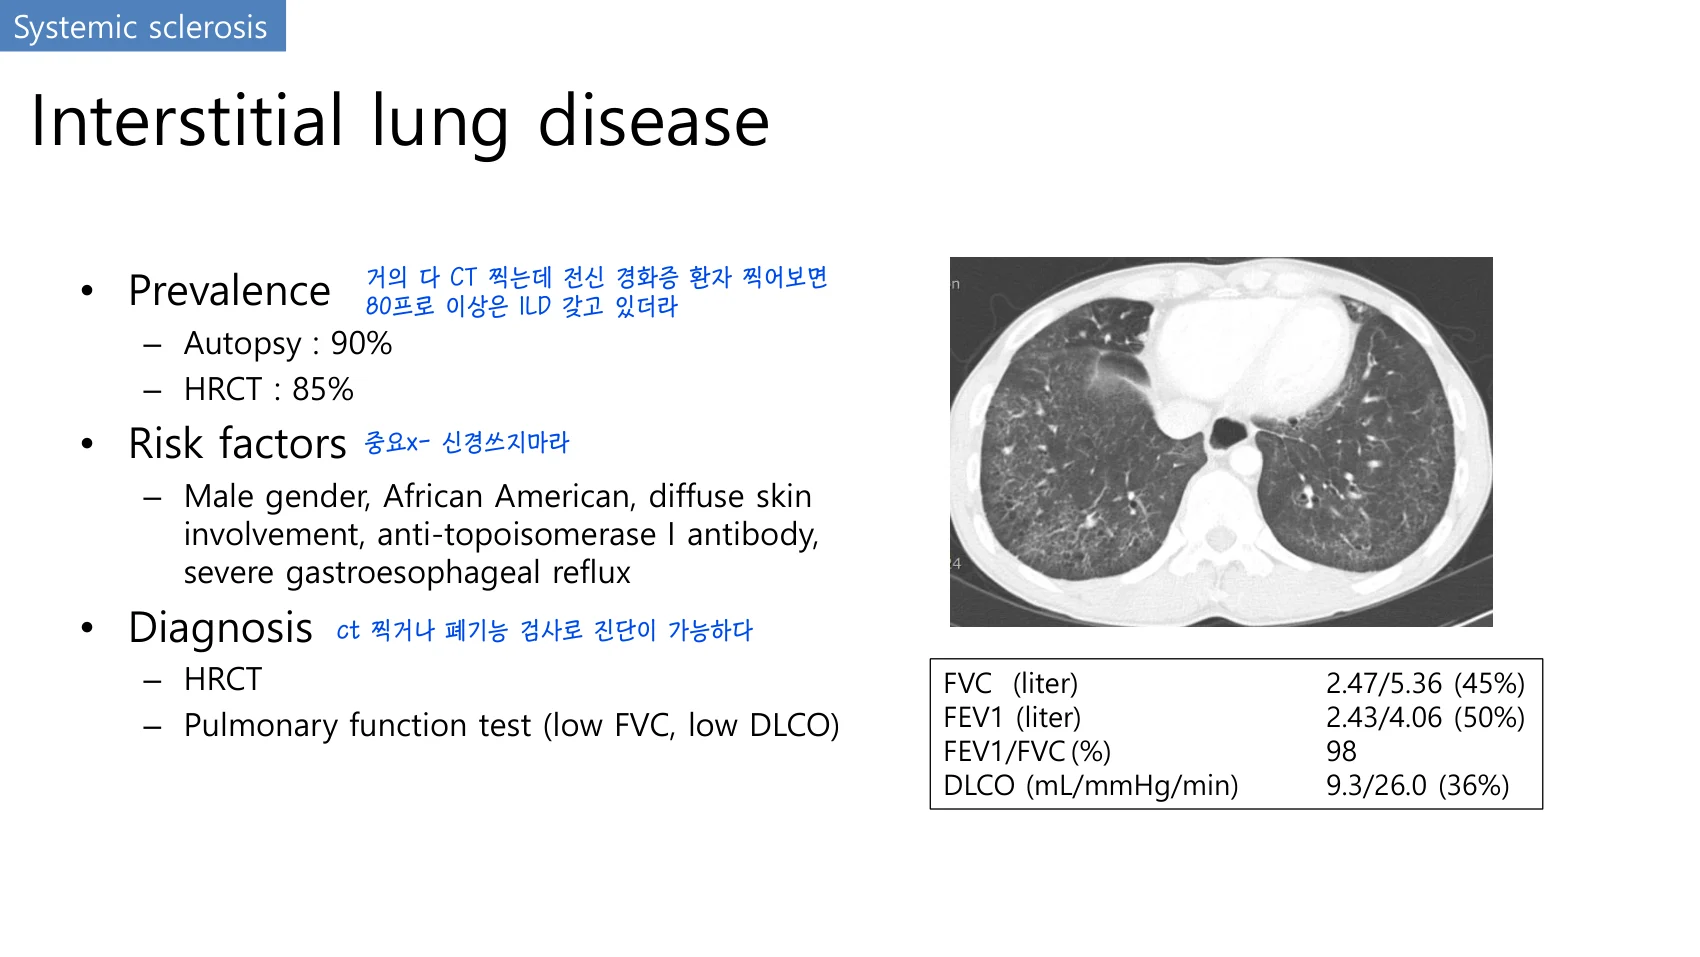 Systemic sclerosis
Interstitial lung disease
• Prevalence
거의 다 CT 찍는데 전신 경화증 환자 찍어보면
80프로 이상은 ILD 갖고 있더라
– Autopsy : 90%
– HRCT : 85%
• Risk factors 중요x- 신경쓰지마라
– Male gender, African American, diffuse skin
involvement, anti-topoisomerase I antibody,
severe gastroesophageal reflux
• Diagnosis ct 찍거나 폐기능 검사로 진단이 가능하다
– HRCT
– Pulmonary function test (low FVC, low DLCO)
n
4
FVC (liter) 2.47/5.36 (45%)
FEV1 (liter) 2.43/4.06 (50%)
FEV1/FVC (%) 98
DLCO (mL/mmHg/min) 9.3/26.0 (36%)